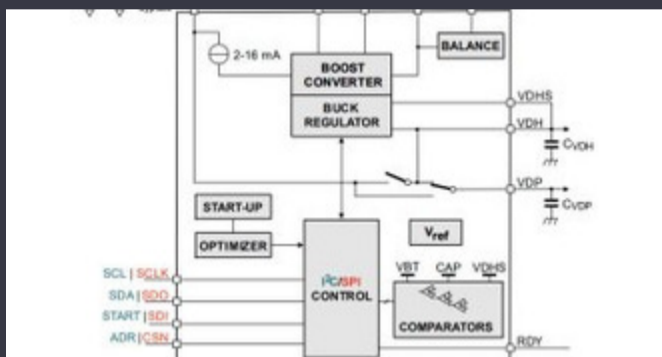 2-16 mA
BALANCE
BOOST
CONVERTER
BUCK
REGULATOR
VDHS
VDH
CVDH
VDP
CVDP
START-UP
OPTIMIZER
Vref
I²C/SPI
CONTROL
VBT CAP VDHS
COMPARATORS
SCL | SCLK
SDA | SDO
START | SDI
ADR | CSN
RDY